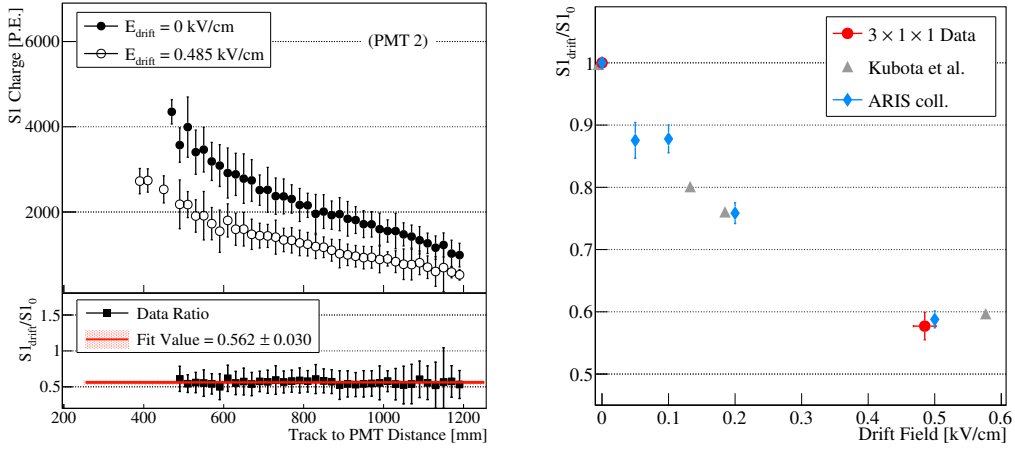 S1 Charge [P.E.]
6000
4000
2000
E_drift = 0 kV/cm
E_drift = 0.485 kV/cm
(PMT 2)
S1_drift/S1_0
1.5
1
0.5
Data Ratio
Fit Value = 0.562 ± 0.030
200 400 600 800 1000 1200
Track to PMT Distance [mm]
S1_drift/S1_0
1
0.9
0.8
0.7
0.6
0.5
3 × 1 × 1 Data
Kubota et al.
ARIS coll.
0 0.1 0.2 0.3 0.4 0.5 0.6
Drift Field [kV/cm]